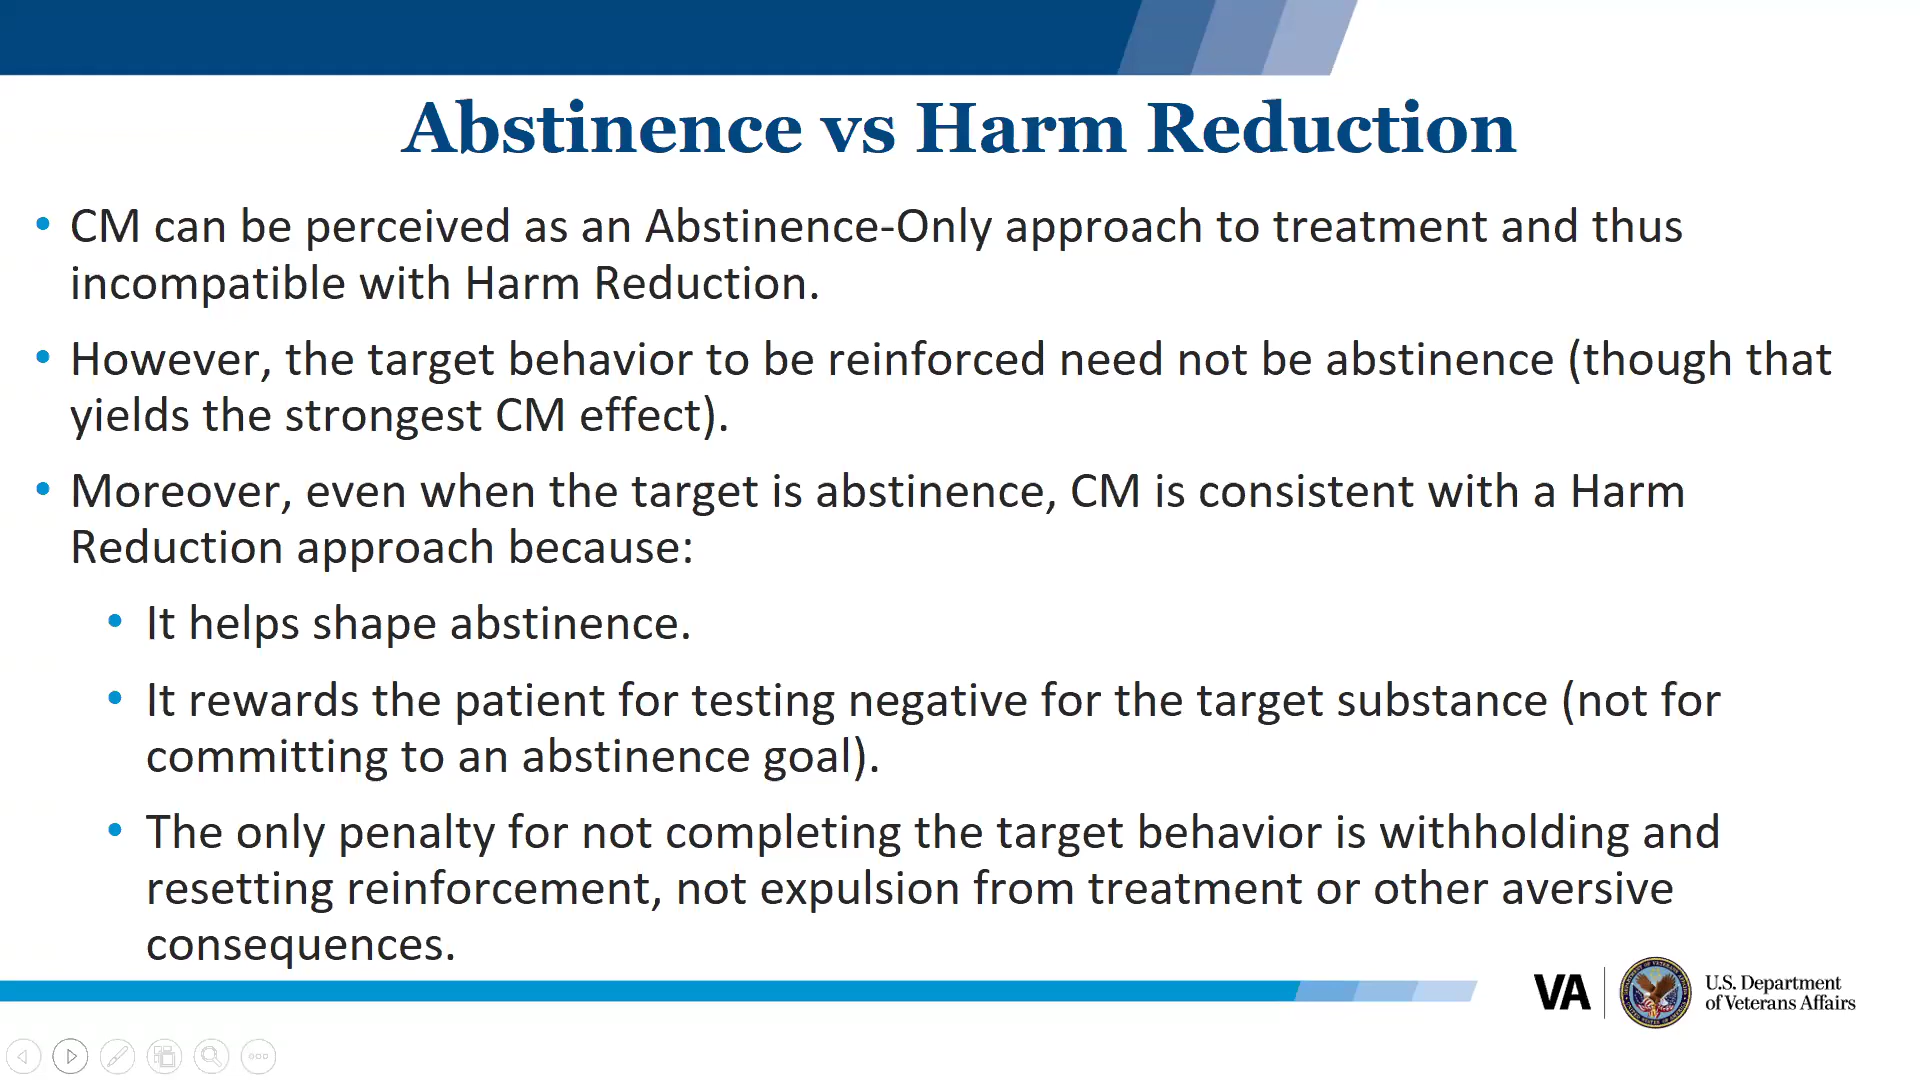 Abstinence vs Harm Reduction
• CM can be perceived as an Abstinence-Only approach to treatment and thus
incompatible with Harm Reduction.
• However, the target behavior to be reinforced need not be abstinence (though that
yields the strongest CM effect).
• Moreover, even when the target is abstinence, CM is consistent with a Harm
Reduction approach because:
• It helps shape abstinence.
• It rewards the patient for testing negative for the target substance (not for
committing to an abstinence goal).
• The only penalty for not completing the target behavior is withholding and
resetting reinforcement, not expulsion from treatment or other aversive
consequences.
VA
U.S. Department
of Veterans Affairs